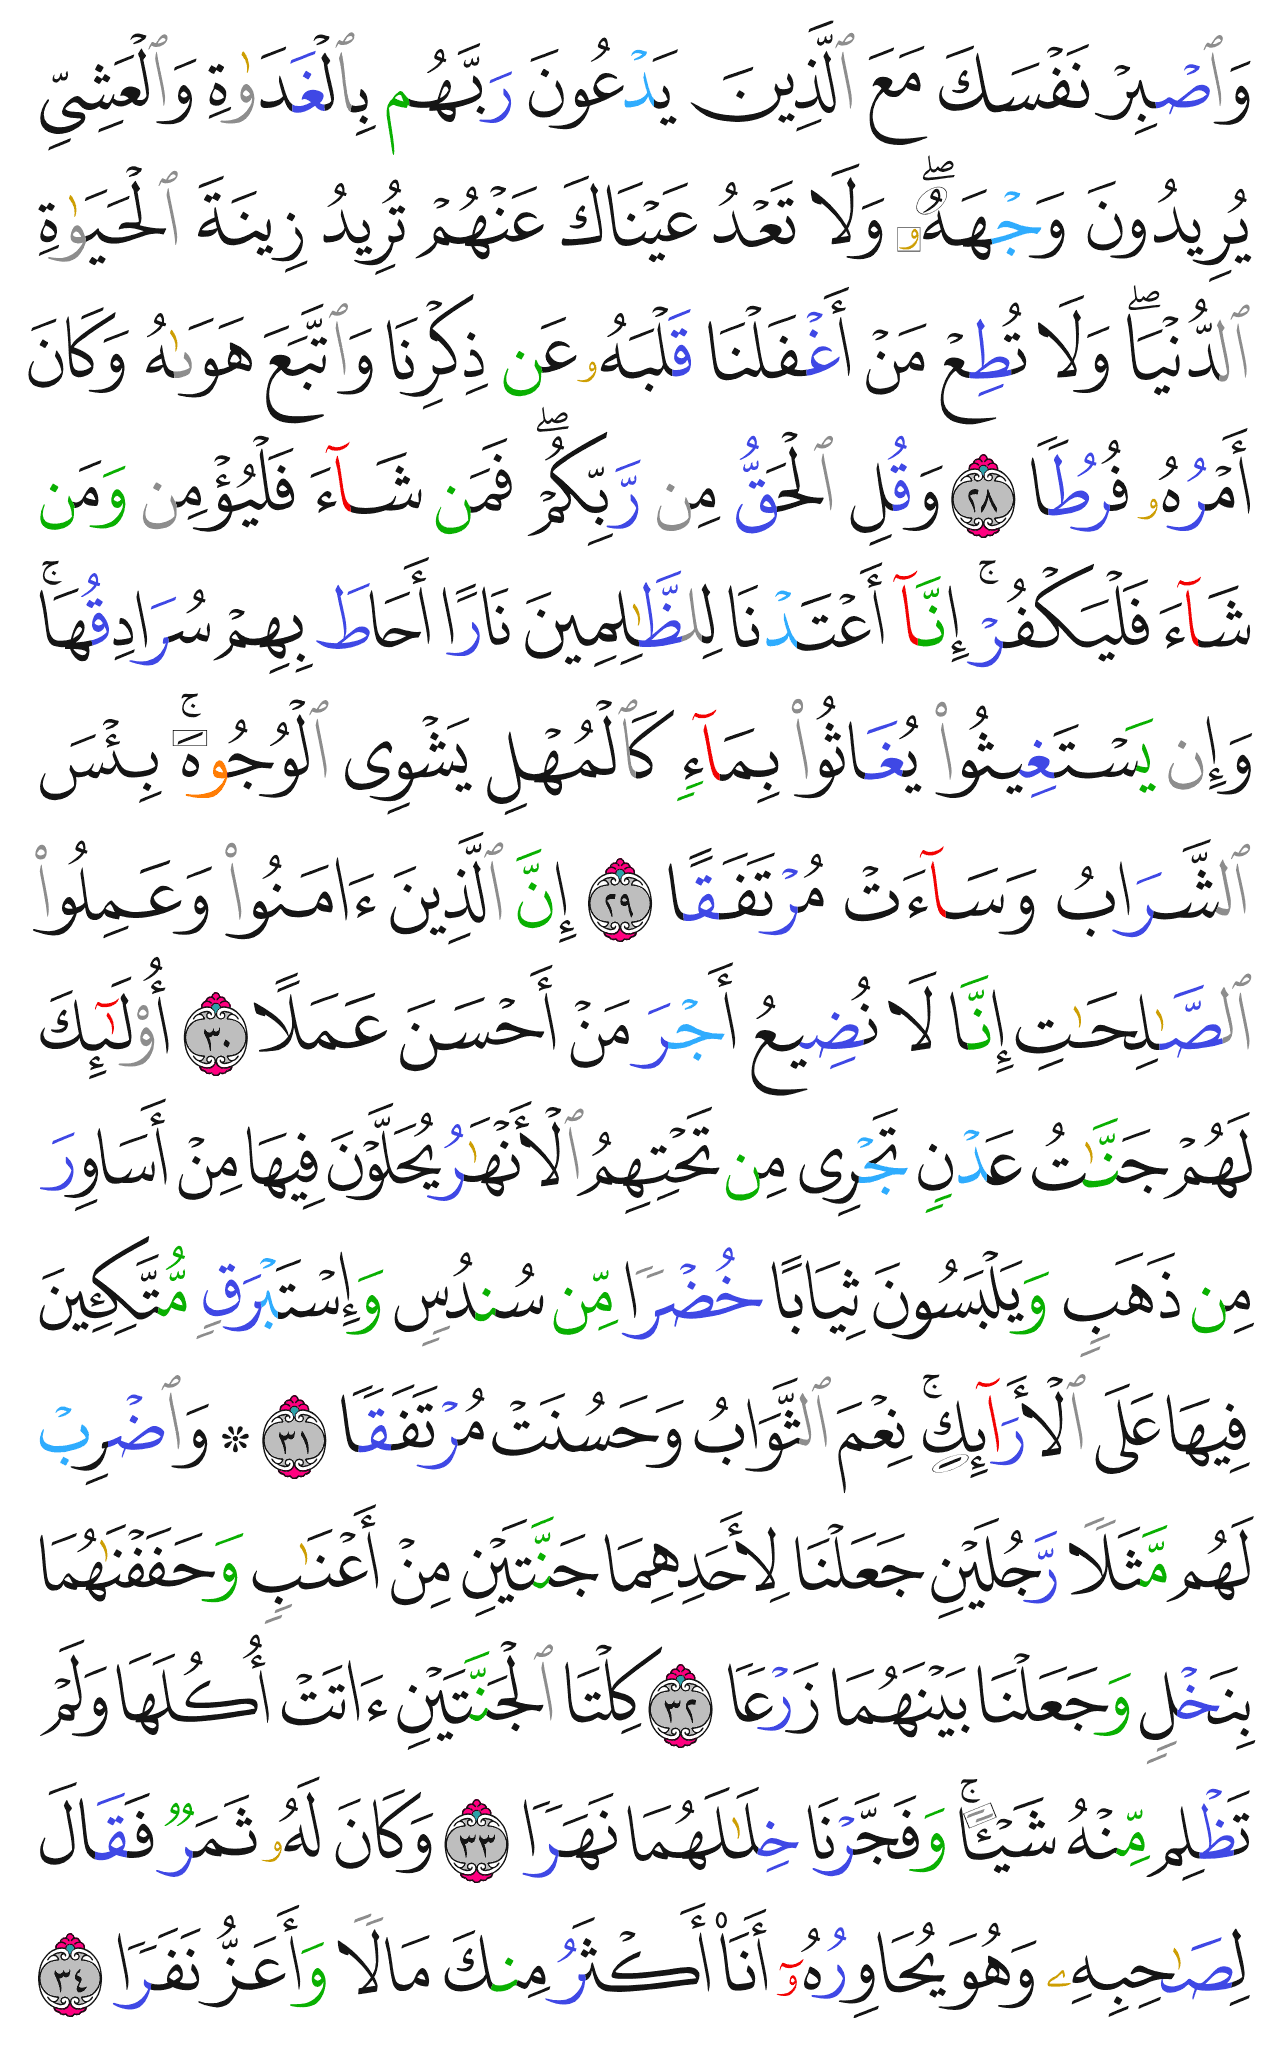 وَٱصْبِرْ نَفْسَكَ مَعَ ٱلَّذِينَ يَدْعُونَ رَبَّهُم بِٱلْغَدَوٰةِ وَٱلْعَشِىِّ
يُرِيدُونَ وَجْهَهُۥ ۖ وَلَا تَعْدُ عَيْنَاكَ عَنْهُمْ تُرِيدُ زِينَةَ ٱلْحَيَوٰةِ
ٱلدُّنْيَا ۖ وَلَا تُطِعْ مَنْ أَغْفَلْنَا قَلْبَهُۥ عَن ذِكْرِنَا وَٱتَّبَعَ هَوَىٰهُ وَكَانَ
أَمْرُهُۥ فُرُطًا ٢٨ وَقُلِ ٱلْحَقُّ مِن رَّبِّكُمْ ۖ فَمَن شَآءَ فَلْيُؤْمِن وَمَن
شَآءَ فَلْيَكْفُرْ ۚ إِنَّآ أَعْتَدْنَا لِلظَّٰلِمِينَ نَارًا أَحَاطَ بِهِمْ سُرَادِقُهَا ۚ
وَإِن يَسْتَغِيثُوا۟ يُغَاثُوا۟ بِمَآءٍ كَٱلْمُهْلِ يَشْوِى ٱلْوُجُوهَ ۚ بِئْسَ
ٱلشَّرَابُ وَسَآءَتْ مُرْتَفَقًا ٢٩ إِنَّ ٱلَّذِينَ ءَامَنُوا۟ وَعَمِلُوا۟
ٱلصَّٰلِحَٰتِ إِنَّا لَا نُضِيعُ أَجْرَ مَنْ أَحْسَنَ عَمَلًا ٣٠ أُو۟لَٰٓئِكَ
لَهُمْ جَنَّٰتُ عَدْنٍ تَجْرِى مِن تَحْتِهِمُ ٱلْأَنْهَٰرُ يُحَلَّوْنَ فِيهَا مِنْ أَسَاوِرَ
مِن ذَهَبٍ وَيَلْبَسُونَ ثِيَابًا خُضْرًا مِّن سُندُسٍ وَإِسْتَبْرَقٍ مُّتَّكِـِٔينَ
فِيهَا عَلَى ٱلْأَرَآئِكِ ۚ نِعْمَ ٱلثَّوَابُ وَحَسُنَتْ مُرْتَفَقًا ٣١ ۞ وَٱضْرِبْ
لَهُم مَّثَلًا رَّجُلَيْنِ جَعَلْنَا لِأَحَدِهِمَا جَنَّتَيْنِ مِنْ أَعْنَٰبٍ وَحَفَفْنَٰهُمَا
بِنَخْلٍ وَجَعَلْنَا بَيْنَهُمَا زَرْعًا ٣٢ كِلْتَا ٱلْجَنَّتَيْنِ ءَاتَتْ أُكُلَهَا وَلَمْ
تَظْلِم مِّنْهُ شَيْـًٔا ۚ وَفَجَّرْنَا خِلَٰلَهُمَا نَهَرًا ٣٣ وَكَانَ لَهُۥ ثَمَرٌ فَقَالَ
لِصَٰحِبِهِۦ وَهُوَ يُحَاوِرُهُۥٓ أَنَا۠ أَكْثَرُ مِنكَ مَالًا وَأَعَزُّ نَفَرًا ٣٤